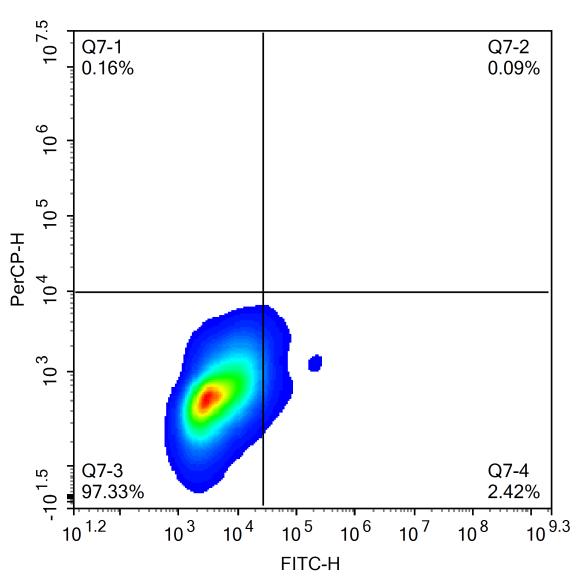 10^7.5
Q7-1
0.16%
Q7-2
0.09%
10^6
10^5
PerCP-H
10^4
10^3
Q7-3
97.33%
Q7-4
2.42%
-10^1.5
10^1.2 10^3 10^4 10^5 10^6 10^7 10^8 10^9.3
FITC-H